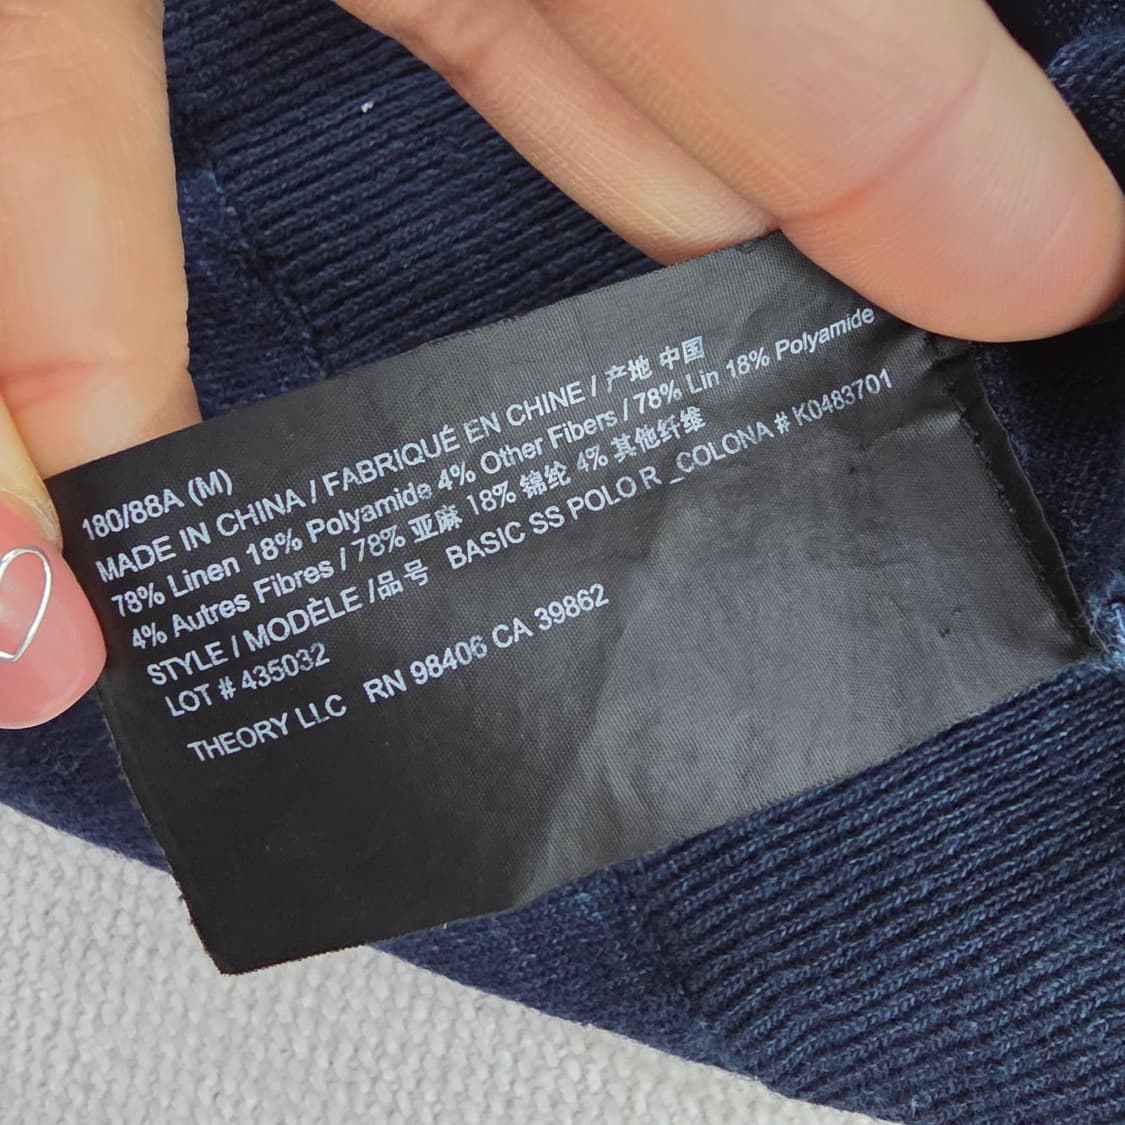 180/88A (M)
MADE IN CHINA / FABRIQUÉ EN CHINE / 产地 中国
78% Linen 18% Polyamide 4% Other Fibers / 78% Lin 18% Polyamide
4% Autres Fibres / 78% 亚麻 18% 锦纶 4% 其他纤维
STYLE / MODÈLE /品号 BASIC SS POLO R _COLONA # K0483701
LOT # 435032
THEORY LLC RN 98406 CA 39862